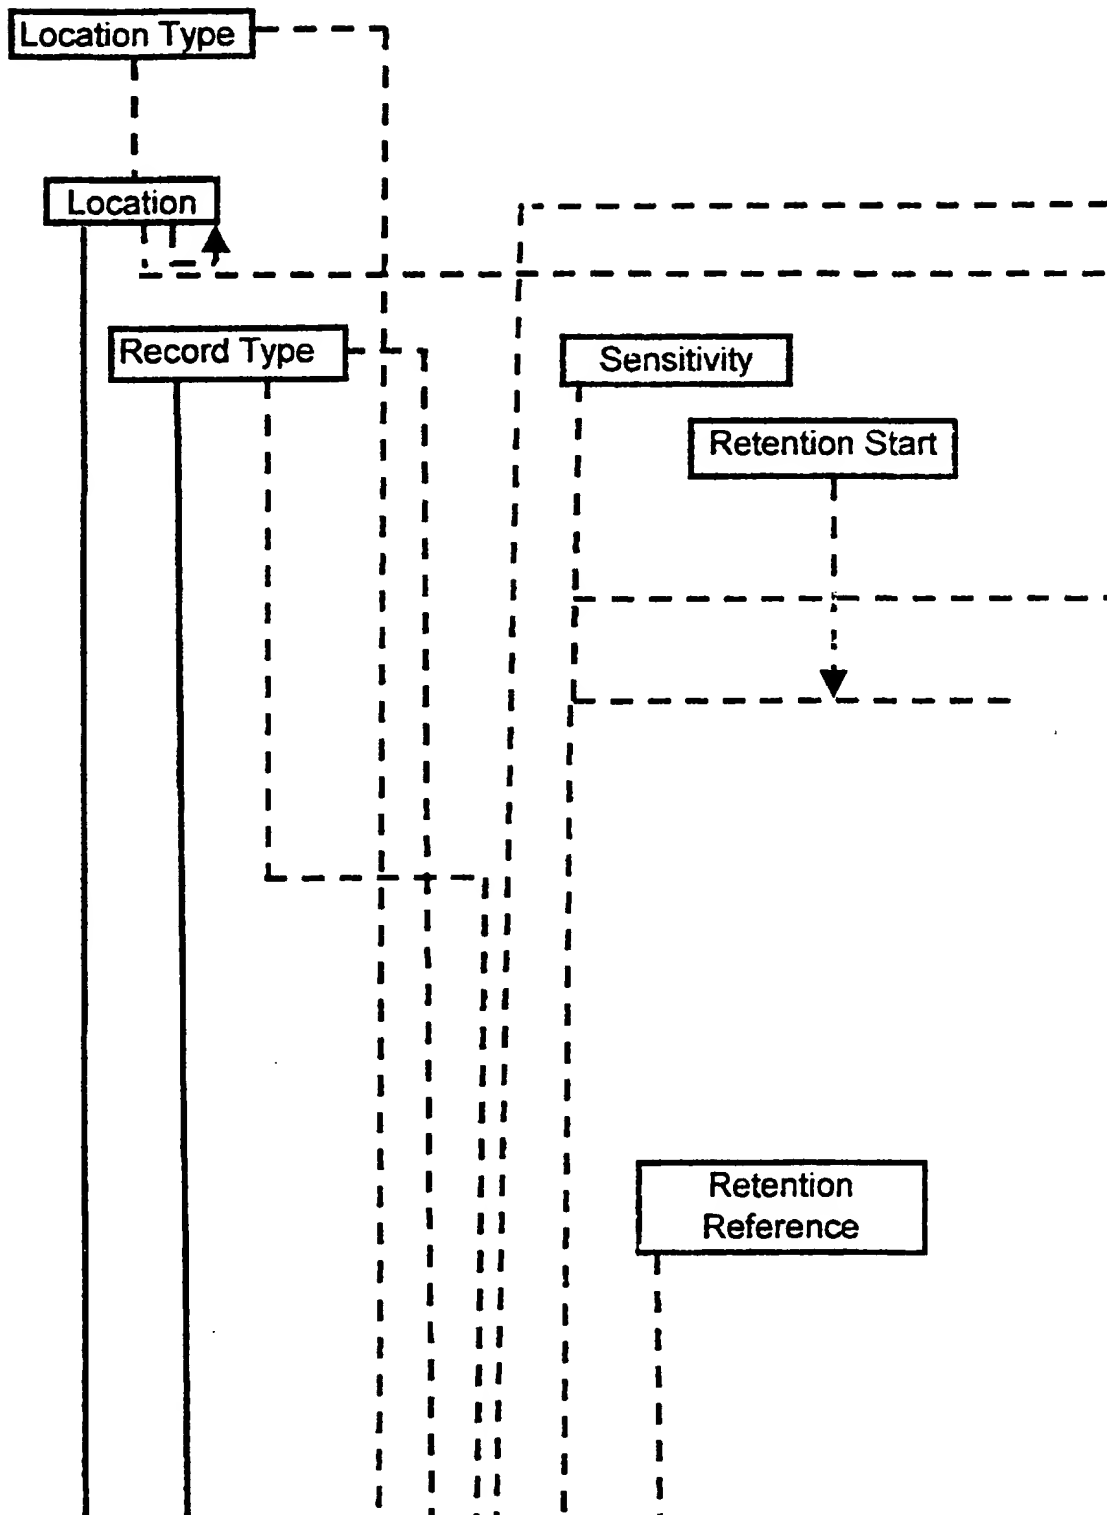 Location Type
Location
Record Type
Sensitivity
Retention Start
Retention
Reference